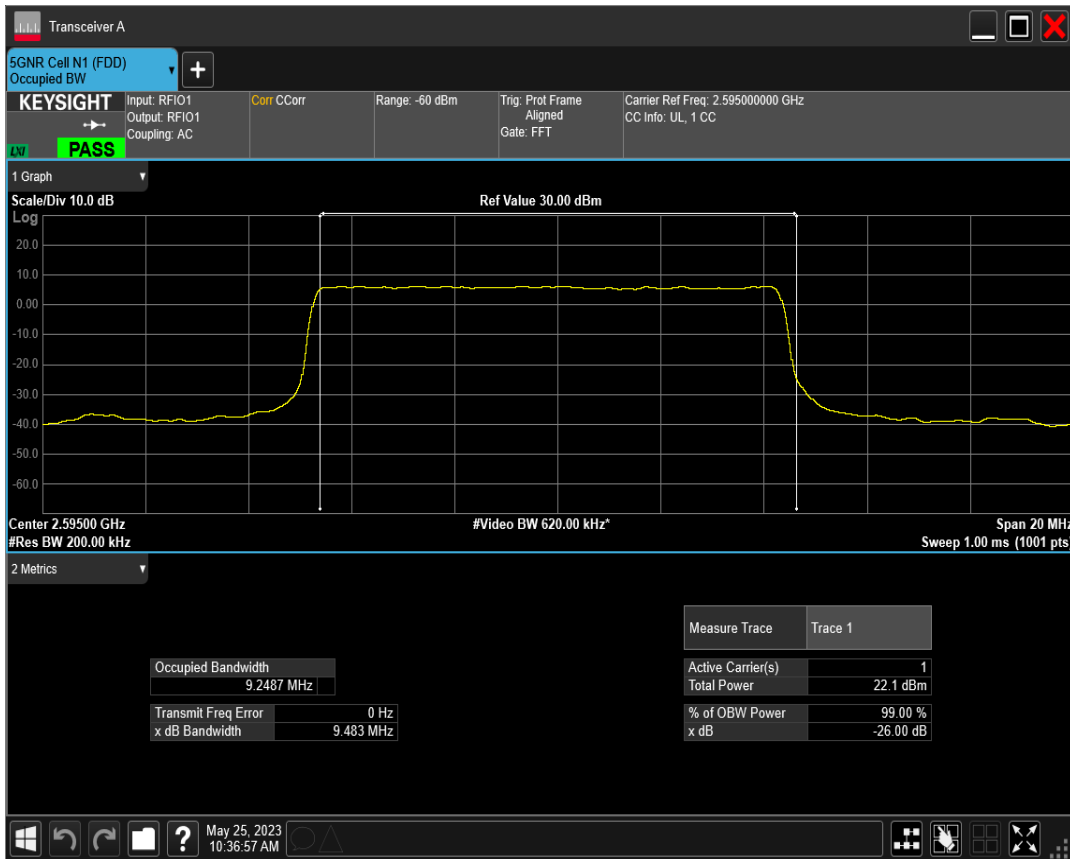 Transceiver A
5GNR Cell N1 (FDD)
Occupied BW
KEYSIGHT
LXI
PASS
Input: RFIO1
Output: RFIO1
Coupling: AC
Corr CCorr
Range: -60 dBm
Trig: Prot Frame
Aligned
Gate: FFT
Carrier Ref Freq: 2.595000000 GHz
CC Info: UL, 1 CC
1 Graph
Scale/Div 10.0 dB
Ref Value 30.00 dBm
Log
20.0
10.0
0.00
-10.0
-20.0
-30.0
-40.0
-50.0
-60.0
Center 2.59500 GHz
#Video BW 620.00 kHz*
Span 20 MHz
#Res BW 200.00 kHz
Sweep 1.00 ms (1001 pts)
2 Metrics
Measure Trace Trace 1
Occupied Bandwidth
9.2487 MHz
Active Carrier(s) 1
Total Power 22.1 dBm
Transmit Freq Error 0 Hz
x dB Bandwidth 9.483 MHz
% of OBW Power 99.00 %
x dB -26.00 dB
?
May 25, 2023
10:36:57 AM